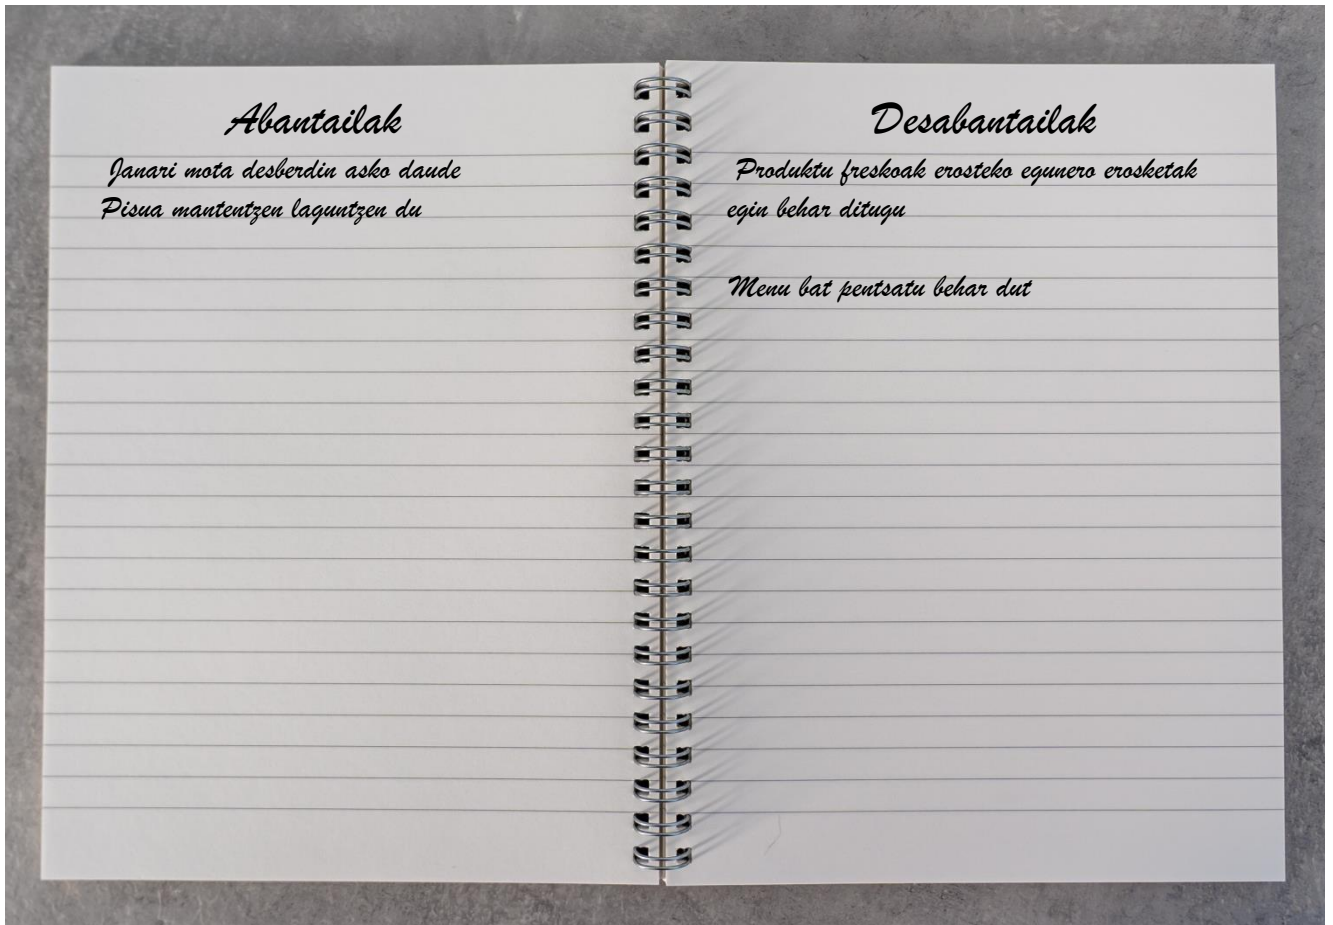 Abantailak
Janari mota desberdin asko daude
Pisua mantentzen laguntzen du
Desabantailak
Produktu freskoak erosteko egunero erosketak
egin behar ditugu
Menu bat pentsatu behar dut